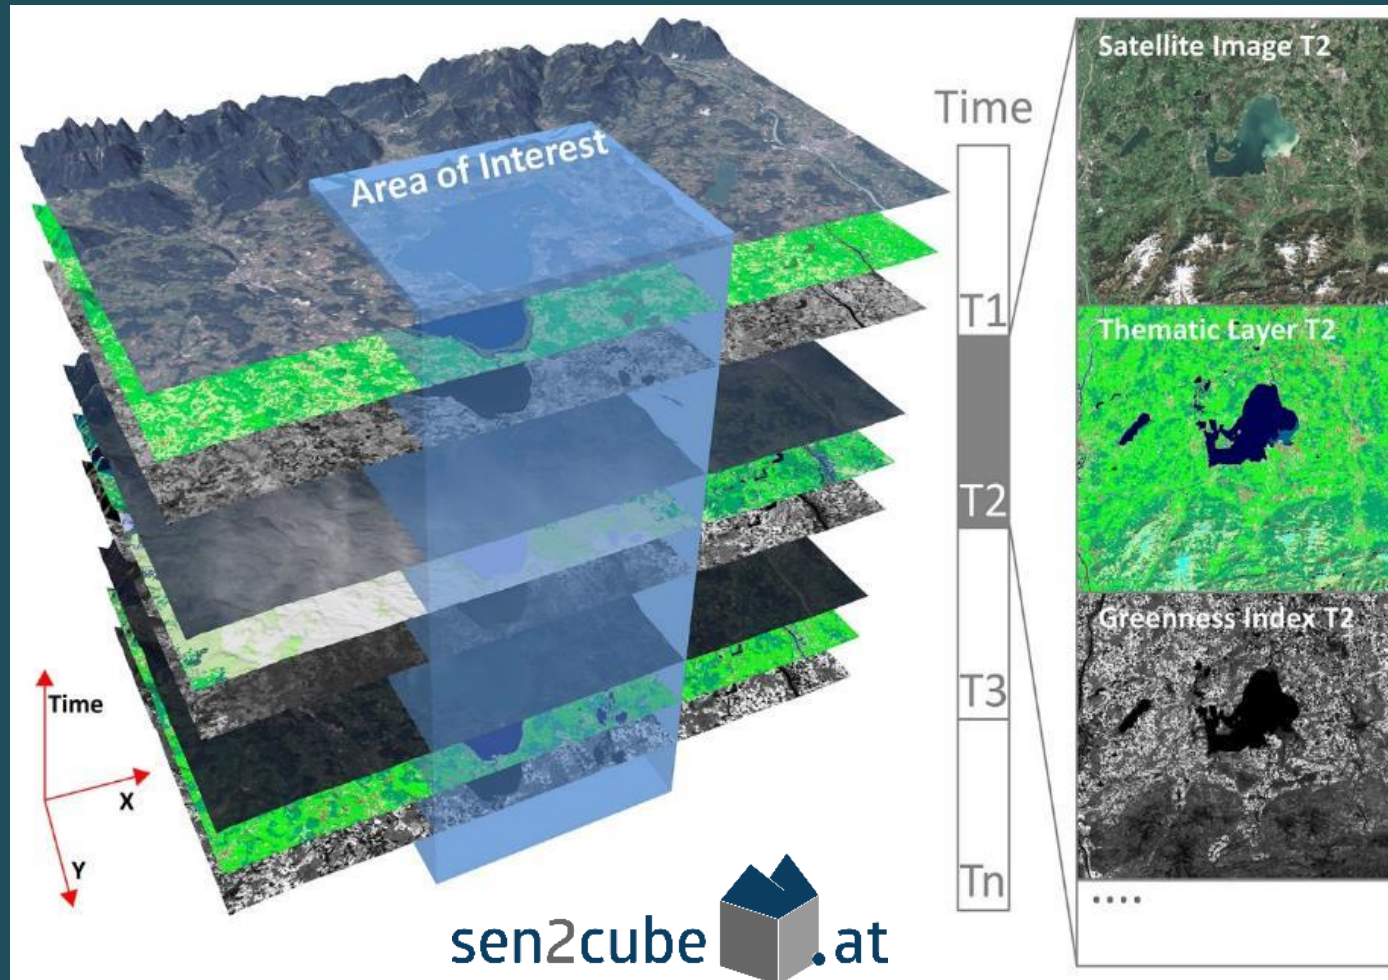 Area of Interest
Time
X
Y
Time
T1
T2
T3
Tn
Satellite Image T2
Thematic Layer T2
Greenness Index T2
....
sen2cube.at